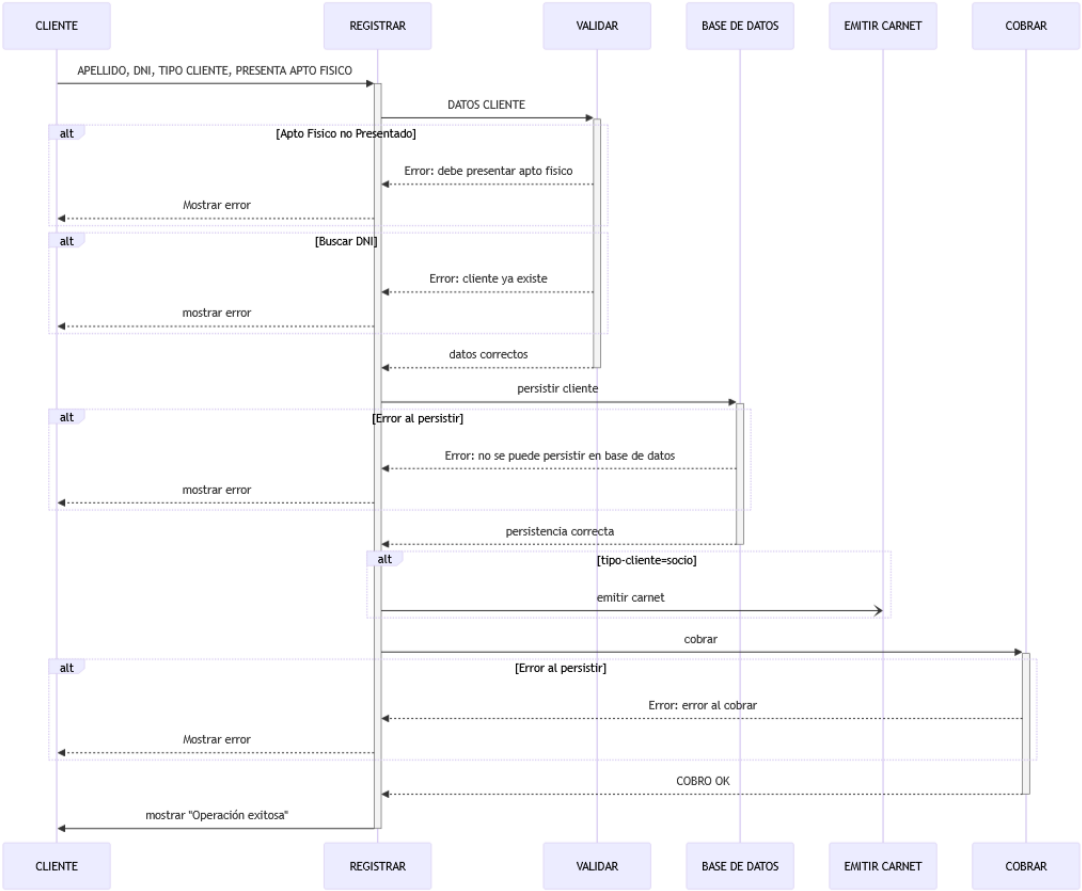 CLIENTE
REGISTRAR
VALIDAR
BASE DE DATOS
EMITIR CARNET
COBRAR
APELLIDO, DNI, TIPO CLIENTE, PRESENTA APTO FISICO
DATOS CLIENTE
alt
[Apto Fisico no Presentado]
Error: debe presentar apto fisico
Mostrar error
alt
[Buscar DNI]
Error: cliente ya existe
mostrar error
datos correctos
persistir cliente
alt
[Error al persistir]
Error: no se puede persistir en base de datos
mostrar error
persistencia correcta
alt
[tipo-cliente=socio]
emitir carnet
cobrar
alt
[Error al persistir]
Error: error al cobrar
Mostrar error
COBRO OK
mostrar "Operación exitosa"
CLIENTE
REGISTRAR
VALIDAR
BASE DE DATOS
EMITIR CARNET
COBRAR